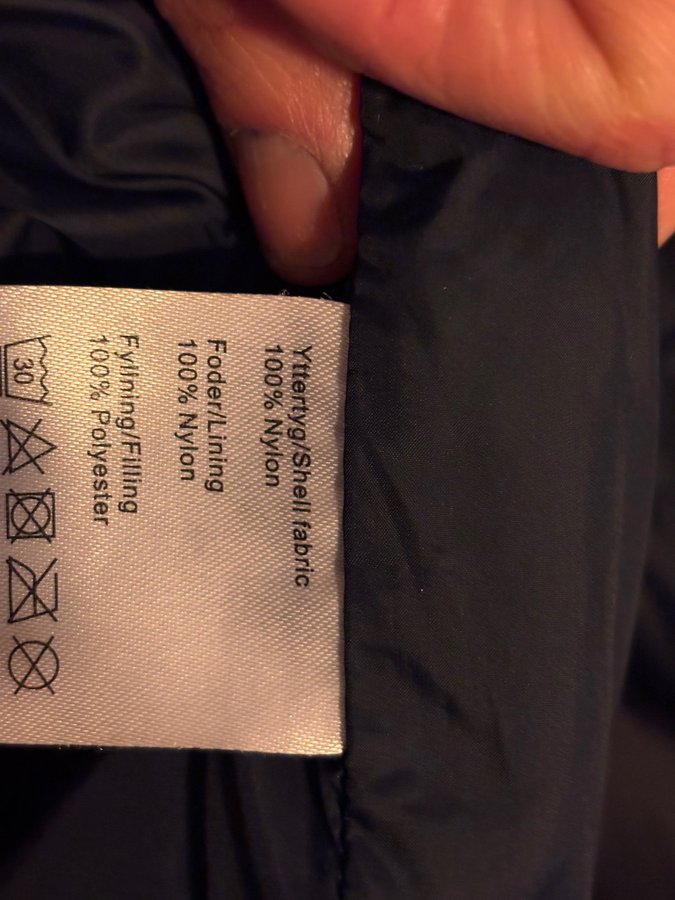 Yttertyg/Shell fabric
100% Nylon
Foder/Lining
100% Nylon
Fyllning/Filling
100% Polyester
30